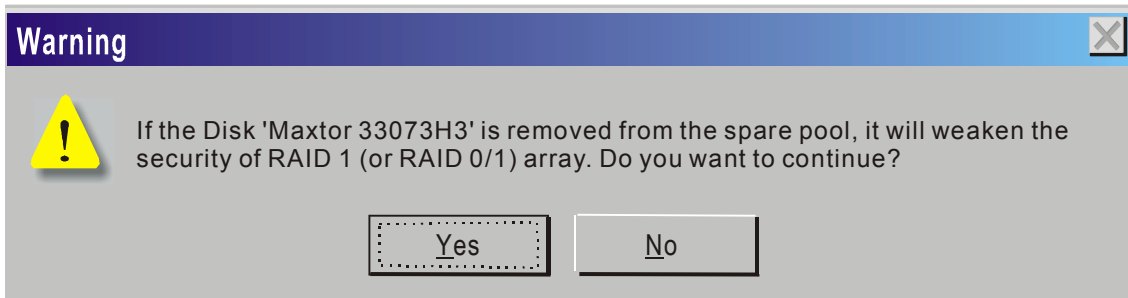 Warning
If the Disk 'Maxtor 33073H3' is removed from the spare pool, it will weaken the
security of RAID 1 (or RAID 0/1) array. Do you want to continue?
Yes No